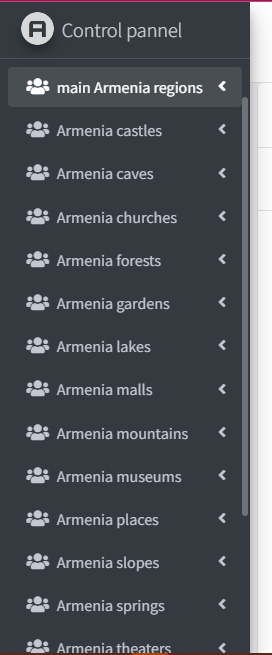 Control pannel
main Armenia regions
Armenia castles
Armenia caves
Armenia churches
Armenia forests
Armenia gardens
Armenia lakes
Armenia malls
Armenia mountains
Armenia museums
Armenia places
Armenia slopes
Armenia springs
Armenia theaters